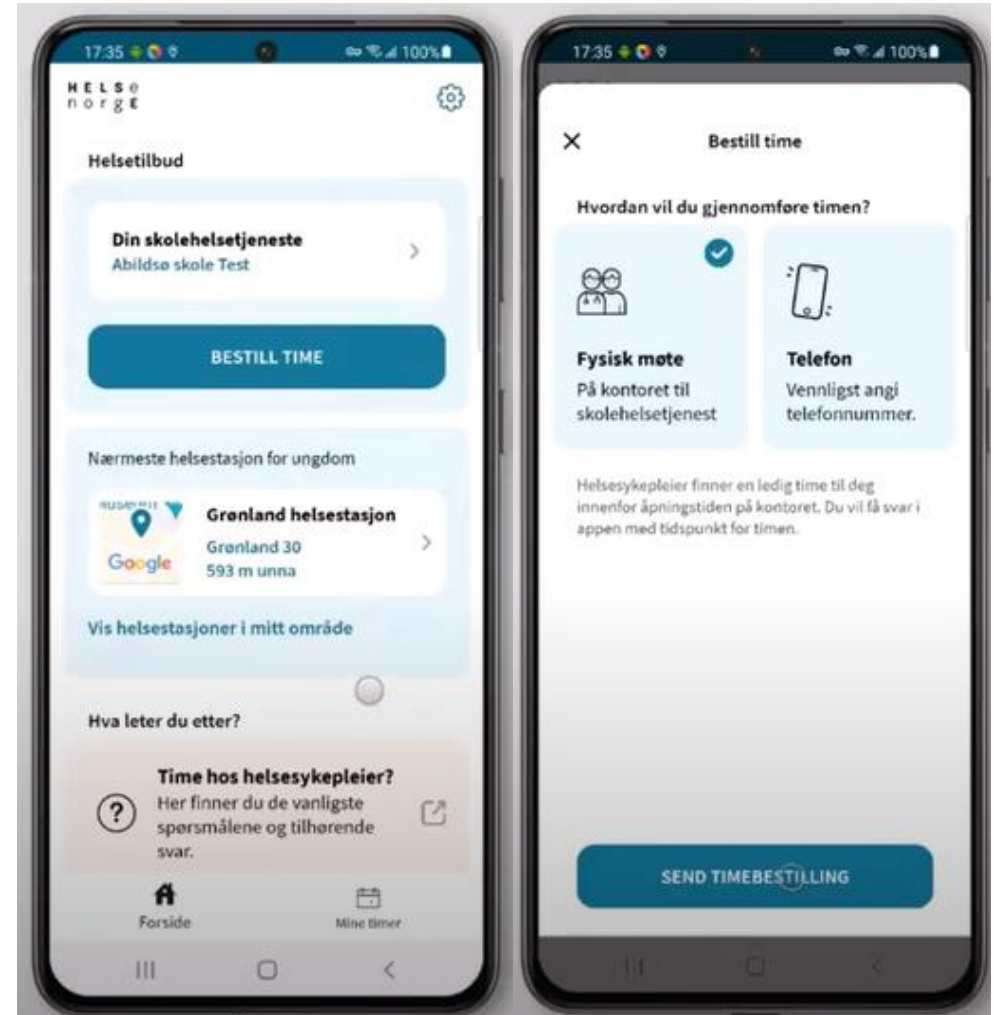 17:35
100%
HELSe
norgE
Helsetilbud
Din skolehelsetjeneste
Abildsø skole Test
BESTILL TIME
Nærmeste helsestasjon for ungdom
Google
Grønland helsestasjon
Grønland 30
593 m unna
Vis helsestasjoner i mitt område
Hva leter du etter?
Time hos helsesykepleier?
Her finner du de vanligste
spørsmålene og tilhørende
svar.
Forside
Mine timer
17:35
100%
Bestill time
Hvordan vil du gjennomføre timen?
Fysisk møte
På kontoret til
skolehelsetjenest
Telefon
Vennligst angi
telefonnummer.
Helsesykepleier finner en ledig time til deg
innenfor åpningstiden på kontoret. Du vil få svar i
appen med tidspunkt for timen.
SEND TIMEBESTILLING